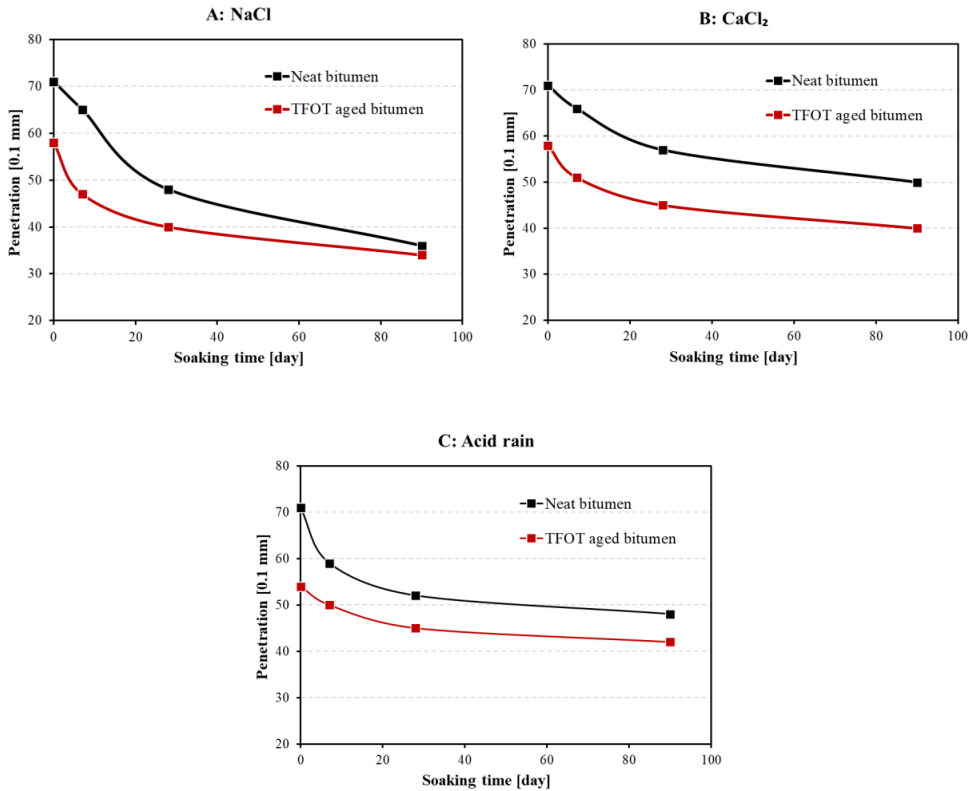 A: NaCl
80
70
60
50
40
30
20
0
20
40
60
80
100
Penetration [0.1 mm]
Soaking time [day]
Neat bitumen
TFOT aged bitumen
B: CaCl₂
80
70
60
50
40
30
20
0
20
40
60
80
100
Penetration [0.1 mm]
Soaking time [day]
Neat bitumen
TFOT aged bitumen
C: Acid rain
80
70
60
50
40
30
20
0
20
40
60
80
100
Penetration [0.1 mm]
Soaking time [day]
Neat bitumen
TFOT aged bitumen